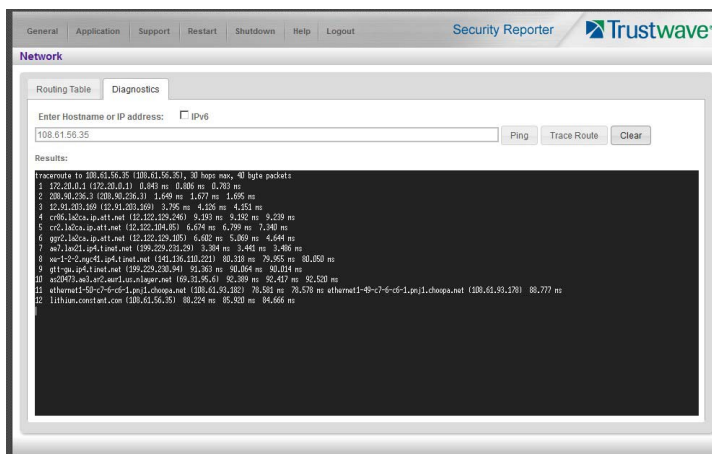 General Application Support Restart Shutdown Help Logout
Security Reporter
Trustwave
Network
Routing Table Diagnostics
Enter Hostname or IP address: IPv6
108.61.56.35 Ping Trace Route Clear
Results:
traceroute to 108.61.56.35 (108.61.56.35), 30 hops max, 40 byte packets
1 172.20.0.1 (172.20.0.1) 0.843 ms 0.806 ms 0.783 ms
2 208.90.236.3 (208.90.236.3) 1.649 ms 1.677 ms 1.695 ms
3 12.91.203.169 (12.91.203.169) 3.795 ms 4.126 ms 4.151 ms
4 cr86.la2ca.ip.att.net (12.122.129.246) 9.193 ms 9.192 ms 9.239 ms
5 cr2.la2ca.ip.att.net (12.122.104.85) 6.674 ms 6.799 ms 7.340 ms
6 ggr2.la2ca.ip.att.net (12.122.129.105) 6.602 ms 5.069 ms 4.644 ms
7 ae7.lax21.ip4.tinet.net (199.229.231.29) 3.384 ms 3.441 ms 3.486 ms
8 xe-1-2-2.nyc41.ip4.tinet.net (141.136.110.221) 80.318 ms 79.955 ms 80.050 ms
9 gtt-gw.ip4.tinet.net (199.229.230.94) 91.363 ms 90.064 ms 90.014 ms
10 as20473.ae3.ar2.ewr1.us.nlayer.net (69.31.95.6) 92.389 ms 92.417 ms 92.520 ms
11 ethernet1-50-c7-6-c6-1.pnj1.choopa.net (108.61.93.182) 78.581 ms 78.578 ms ethernet1-49-c7-6-c6-1.pnj1.choopa.net (108.61.93.178) 88.777 ms
12 lithium.constant.com (108.61.56.35) 88.224 ms 85.920 ms 84.666 ms